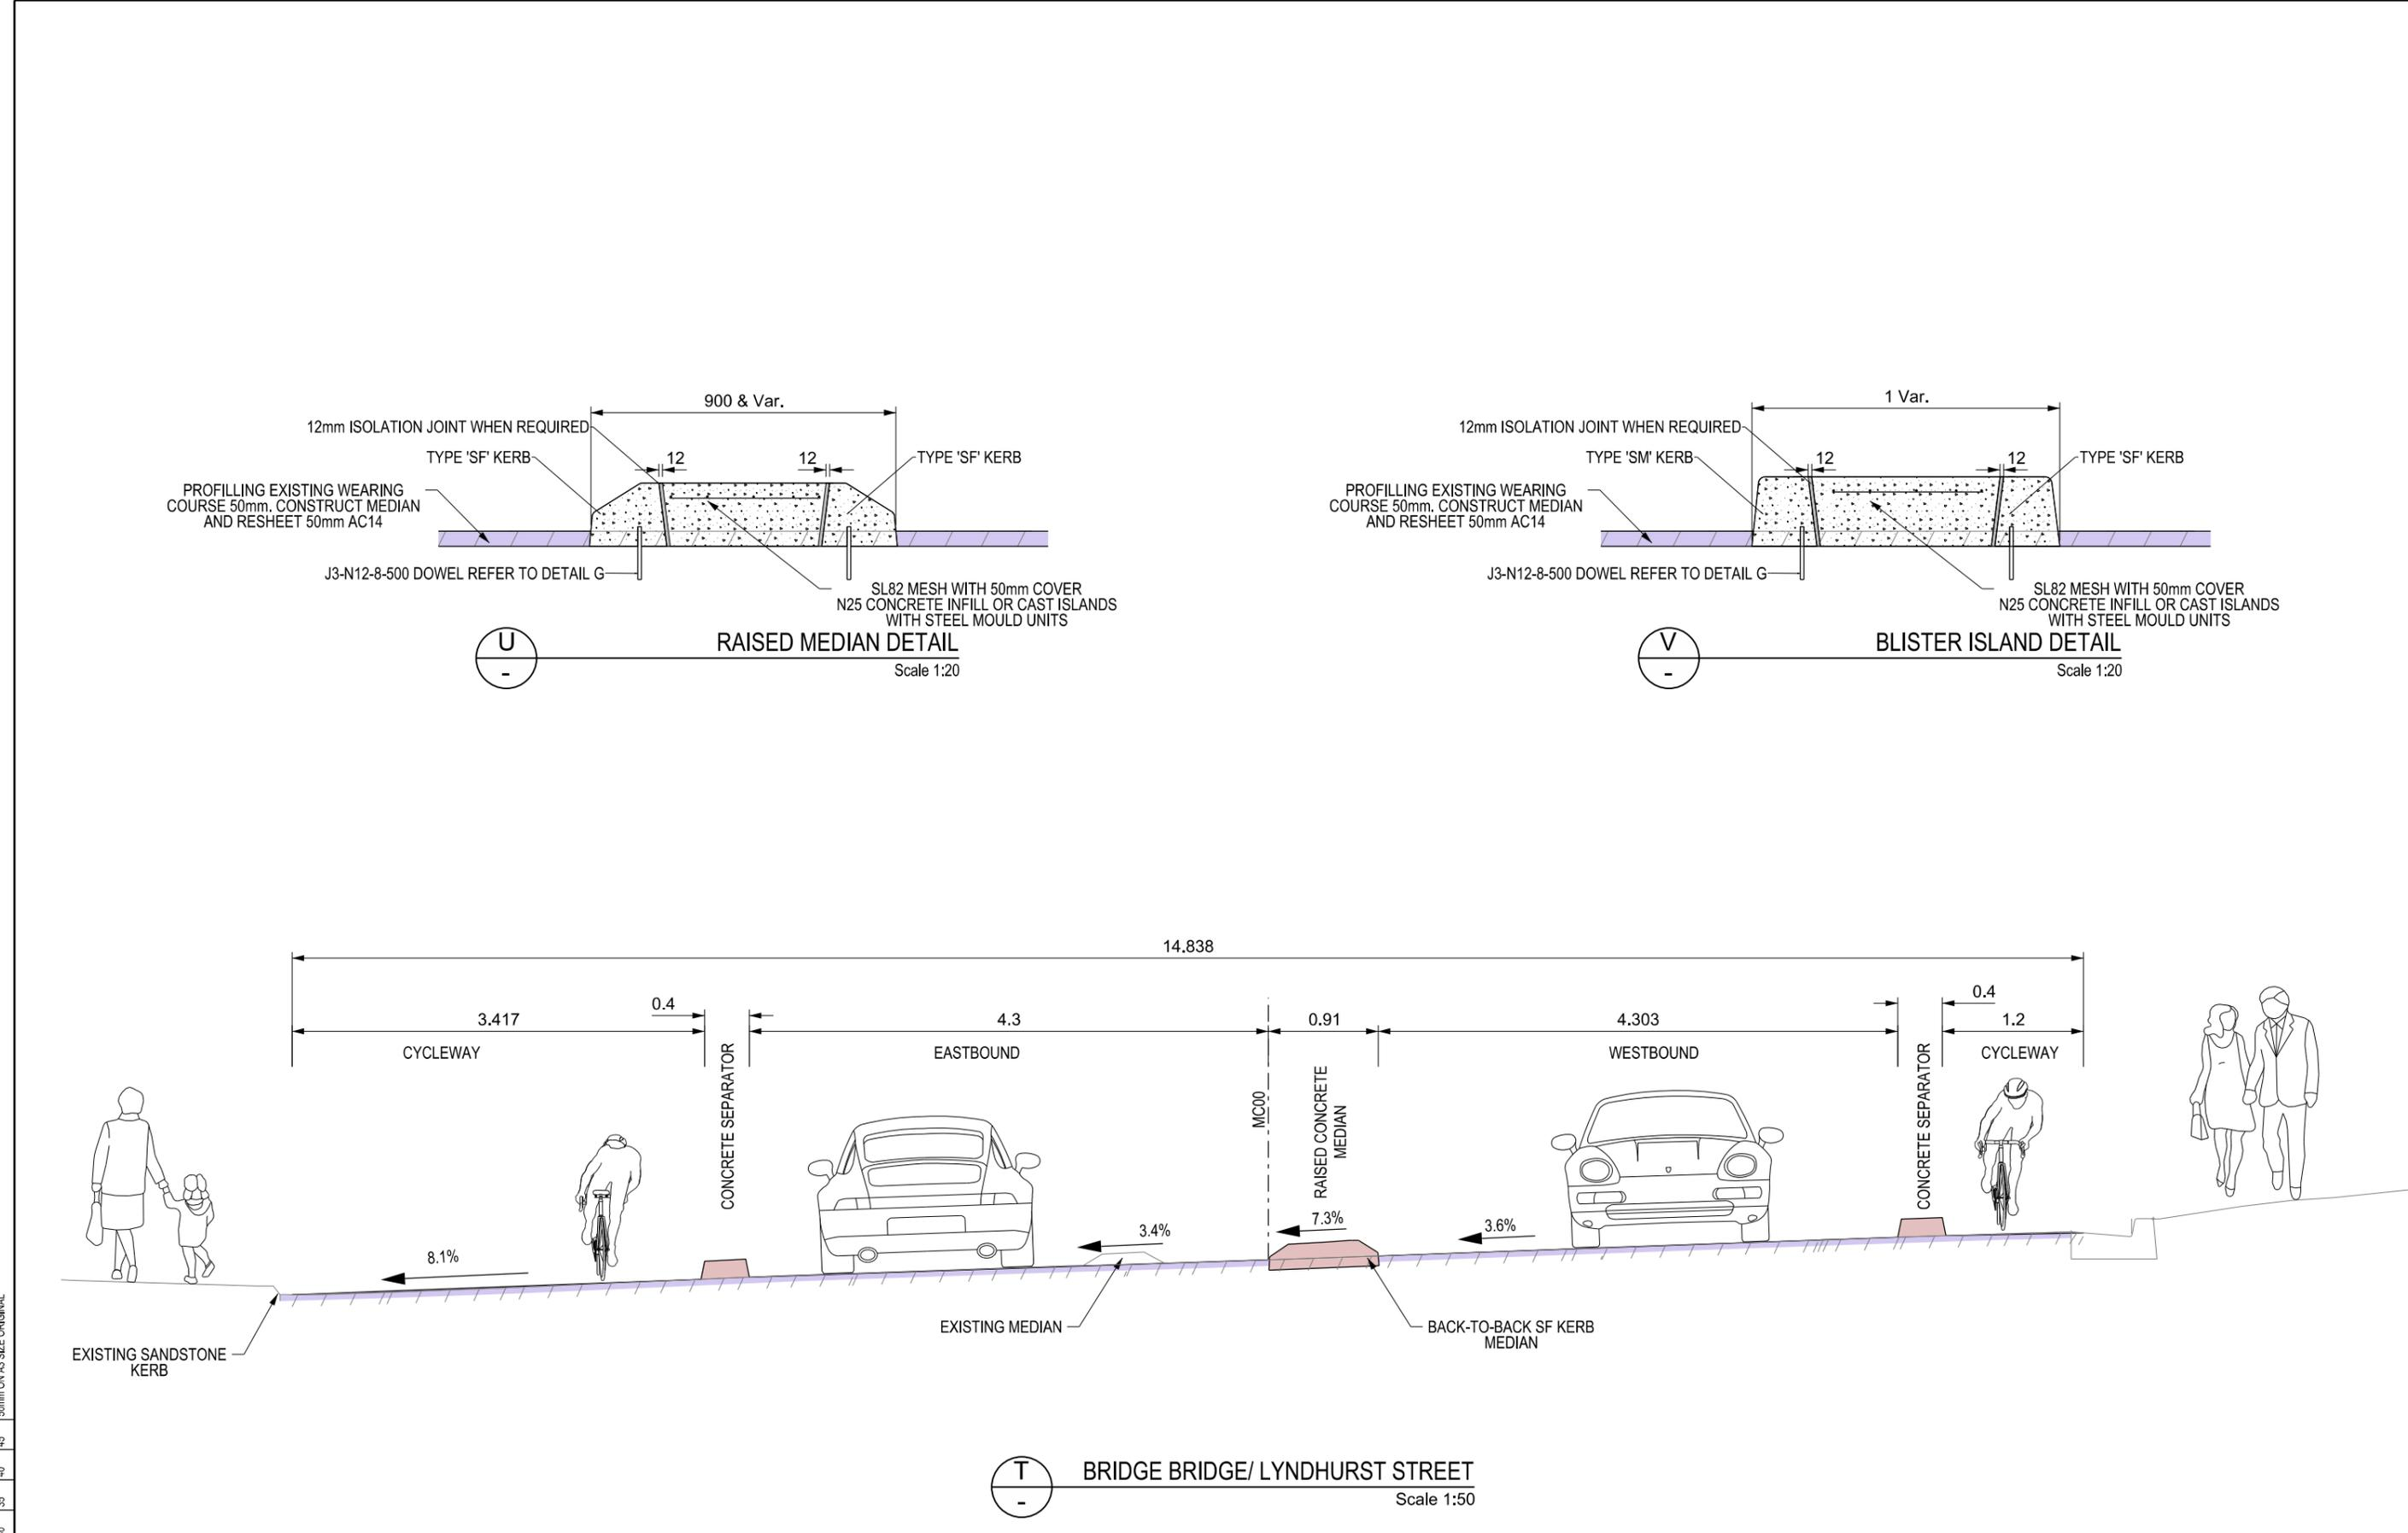 900 & Var.
12mm ISOLATION JOINT WHEN REQUIRED
12
12
TYPE 'SF' KERB
TYPE 'SF' KERB
PROFILING EXISTING WEARING
COURSE 50mm. CONSTRUCT MEDIAN
AND RESHEET 50mm AC14
J3-N12-8-500 DOWEL REFER TO DETAIL G
SL82 MESH WITH 50mm COVER
N25 CONCRETE INFILL OR CAST ISLANDS
WITH STEEL MOULD UNITS
U
-
RAISED MEDIAN DETAIL
Scale 1:20
1 Var.
12mm ISOLATION JOINT WHEN REQUIRED
12
12
TYPE 'SM' KERB
TYPE 'SF' KERB
PROFILING EXISTING WEARING
COURSE 50mm. CONSTRUCT MEDIAN
AND RESHEET 50mm AC14
J3-N12-8-500 DOWEL REFER TO DETAIL G
SL82 MESH WITH 50mm COVER
N25 CONCRETE INFILL OR CAST ISLANDS
WITH STEEL MOULD UNITS
V
-
BLISTER ISLAND DETAIL
Scale 1:20
14.838
0.4
0.4
3.417
4.3
0.91
4.303
1.2
CYCLEWAY
EASTBOUND
WESTBOUND
CYCLEWAY
CONCRETE SEPARATOR
MC00
RAISED CONCRETE
MEDIAN
CONCRETE SEPARATOR
8.1%
3.4%
7.3%
3.6%
EXISTING SANDSTONE
KERB
EXISTING MEDIAN
BACK-TO-BACK SF KERB
MEDIAN
T
-
BRIDGE BRIDGE/ LYNDHURST STREET
Scale 1:50